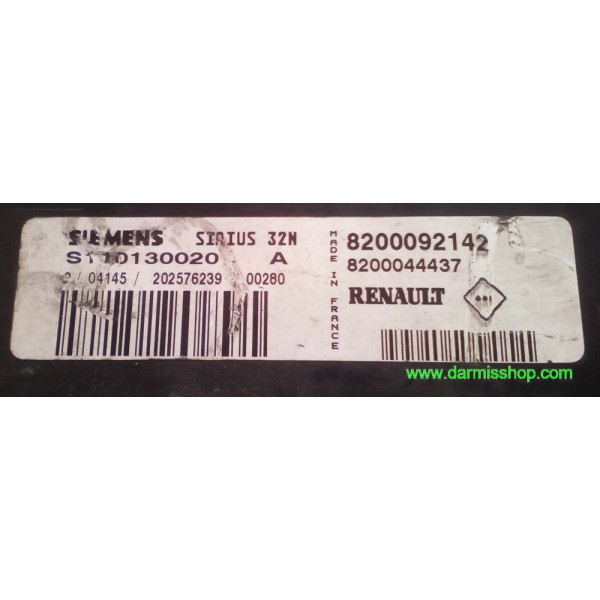 SIEMENS SIRIUS 32N
S110130020 A
2 / 04145 / 202576239 00280
MADE IN FRANCE
8200092142
8200044437
RENAULT
www.darmisshop.com